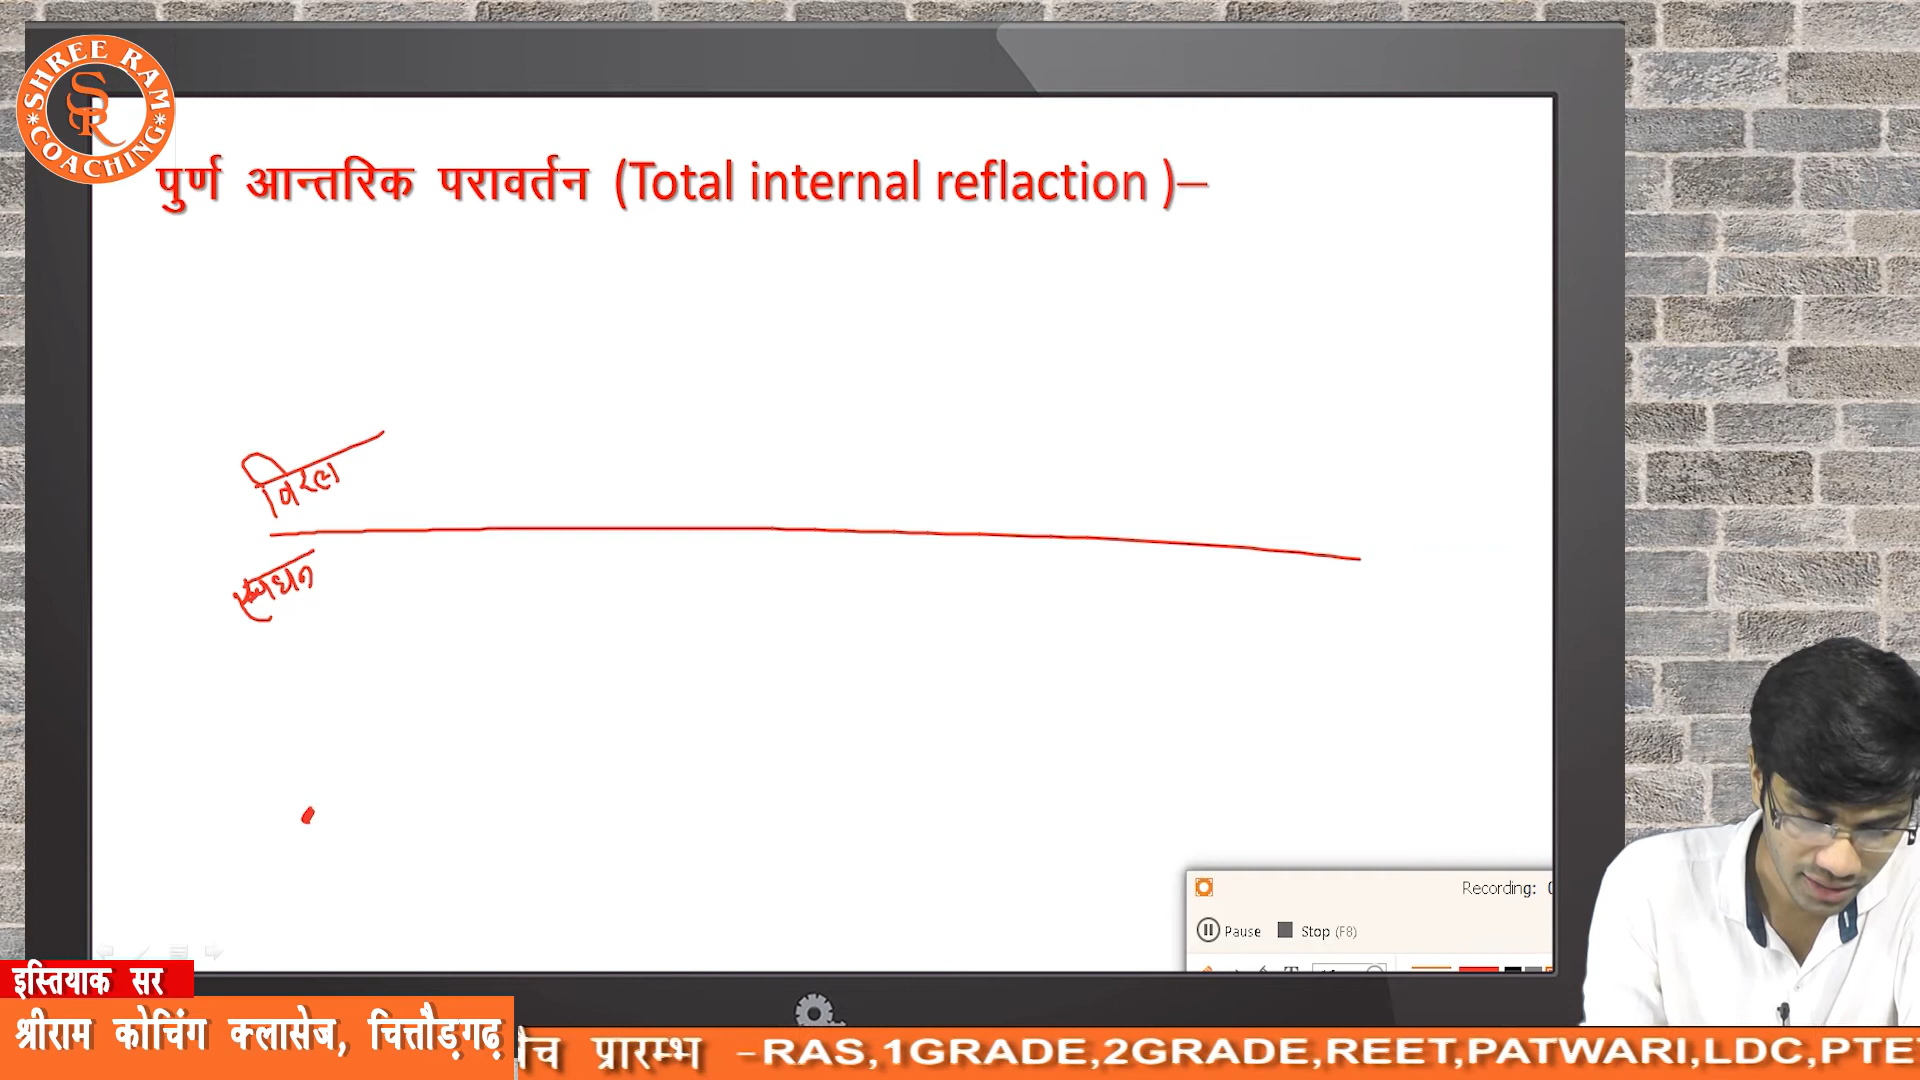 SHREE RAM
SR
COACHING
पुर्ण आन्तरिक परावर्तन (Total internal reflaction )–
विरल
सघन
Recording:
Pause Stop (F8)
इस्तियाक सर
श्रीराम कोचिंग क्लासेज, चित्तौड़गढ़
प्रारम्भ –RAS,1GRADE,2GRADE,REET,PATWARI,LDC,PTE